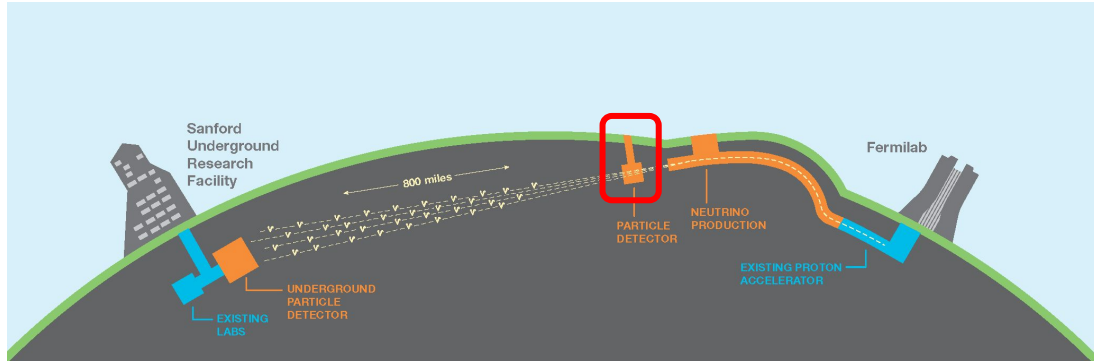 Sanford
Underground
Research
Facility
Fermilab
800 miles
PARTICLE
DETECTOR
NEUTRINO
PRODUCTION
EXISTING PROTON
ACCELERATOR
UNDERGROUND
PARTICLE
DETECTOR
EXISTING
LABS